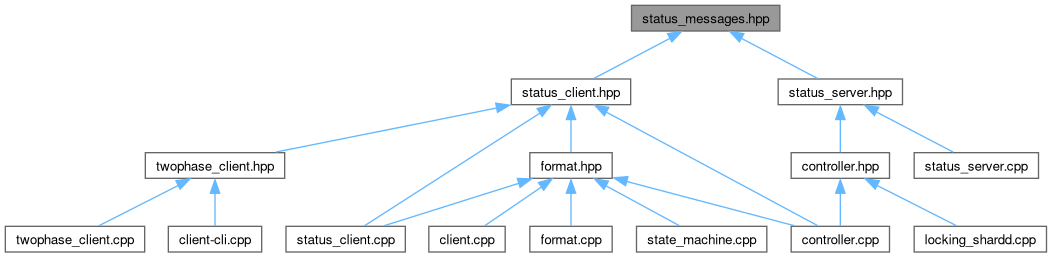 status_messages.hpp
status_client.hpp
status_server.hpp
twophase_client.hpp
format.hpp
controller.hpp
status_server.cpp
twophase_client.cpp
client-cli.cpp
status_client.cpp
client.cpp
format.cpp
state_machine.cpp
controller.cpp
locking_shardd.cpp